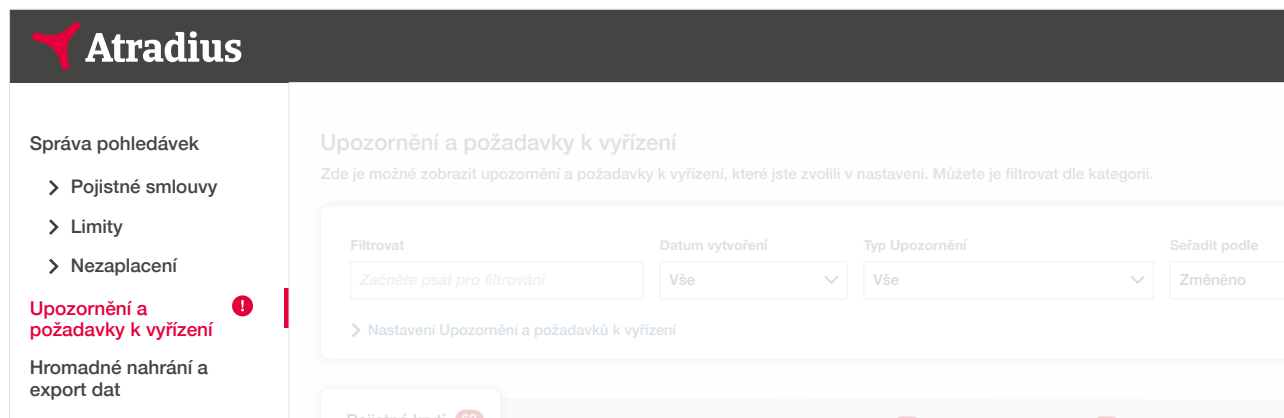 Atradius
Správa pohledávek
Pojistné smlouvy
Limity
Nezaplacení
Upozornění a
požadavky k vyřízení
Hromadné nahrání a
export dat
Upozornění a požadavky k vyřízení
Zde je možné zobrazit upozornění a požadavky k vyřízení, které jste zvolili v nastavení. Můžete je filtrovat dle kategorií.
Filtrovat
Datum vytvoření
Typ Upozornění
Seřadit podle
Začněte psát pro filtrování
Vše
Vše
Změněno
Nastavení Upozornění a požadavků k vyřízení